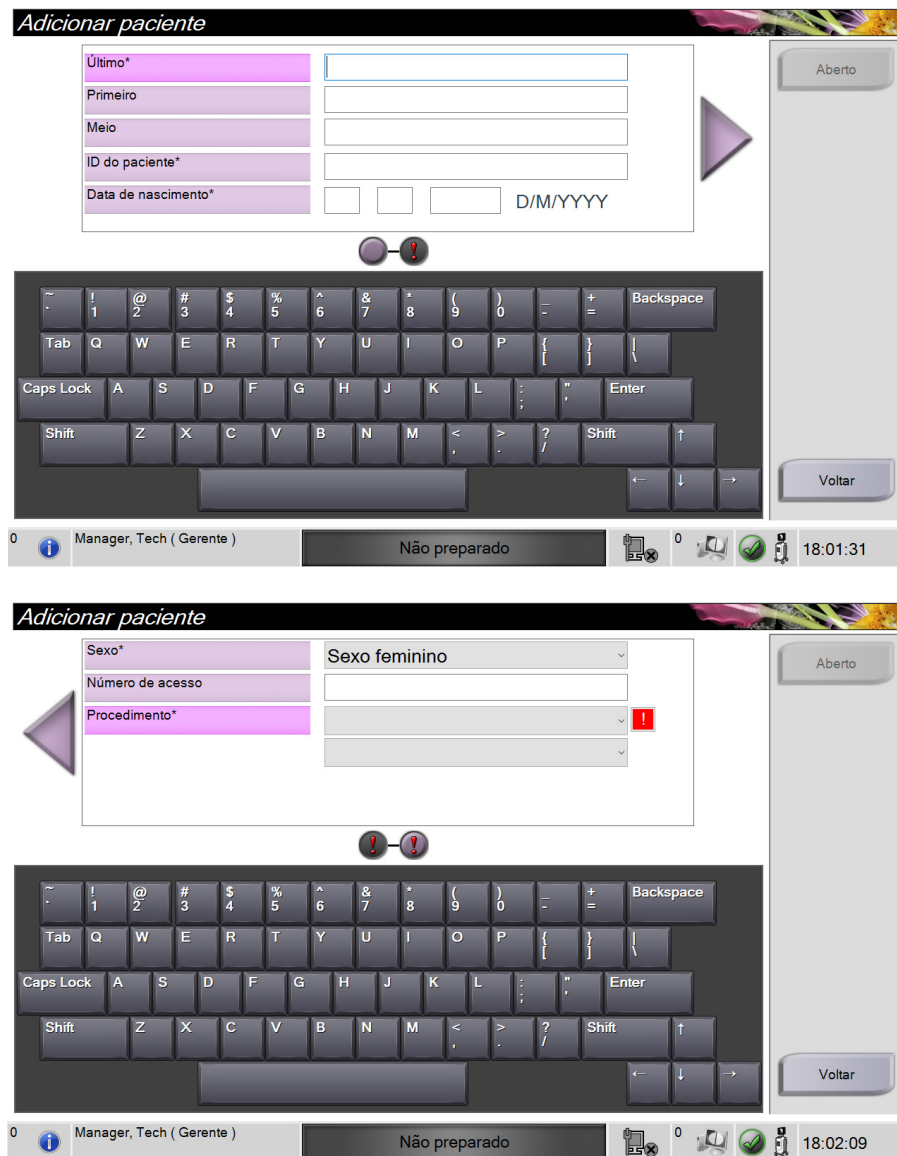 Adicionar paciente
Último*
Aberto
Primeiro
Meio
ID do paciente*
Data de nascimento* D/M/YYYY
~ ! @ # $ % ^ & * ( ) _ + Backspace
` 1 2 3 4 5 6 7 8 9 0 - =
Tab Q W E R T Y U I O P { } |
[ ] \
Caps Lock A S D F G H J K L : " Enter
; '
Shift Z X C V B N M < > ? Shift ↑
, . /
← ↓ →
Voltar
0 Manager, Tech ( Gerente ) Não preparado 0 18:01:31
Adicionar paciente
Sexo* Sexo feminino
Aberto
Número de acesso
Procedimento* !
~ ! @ # $ % ^ & * ( ) _ + Backspace
` 1 2 3 4 5 6 7 8 9 0 - =
Tab Q W E R T Y U I O P { } |
[ ] \
Caps Lock A S D F G H J K L : " Enter
; '
Shift Z X C V B N M < > ? Shift ↑
, . /
← ↓ →
Voltar
0 Manager, Tech ( Gerente ) Não preparado 0 18:02:09